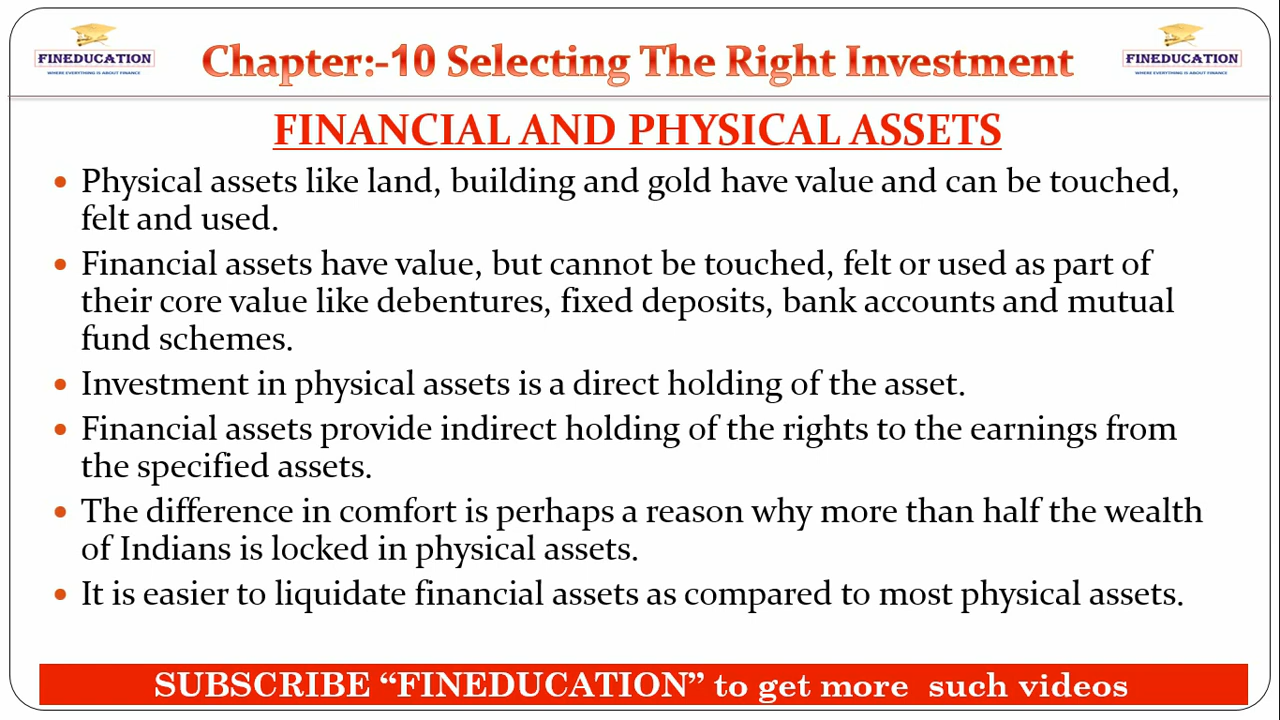 FINEDUCATION
WHERE EVERYTHING IS ABOUT FINANCE
Chapter:-10 Selecting The Right Investment
FINEDUCATION
WHERE EVERYTHING IS ABOUT FINANCE
FINANCIAL AND PHYSICAL ASSETS
• Physical assets like land, building and gold have value and can be touched,
felt and used.
• Financial assets have value, but cannot be touched, felt or used as part of
their core value like debentures, fixed deposits, bank accounts and mutual
fund schemes.
• Investment in physical assets is a direct holding of the asset.
• Financial assets provide indirect holding of the rights to the earnings from
the specified assets.
• The difference in comfort is perhaps a reason why more than half the wealth
of Indians is locked in physical assets.
• It is easier to liquidate financial assets as compared to most physical assets.
SUBSCRIBE “FINEDUCATION” to get more such videos